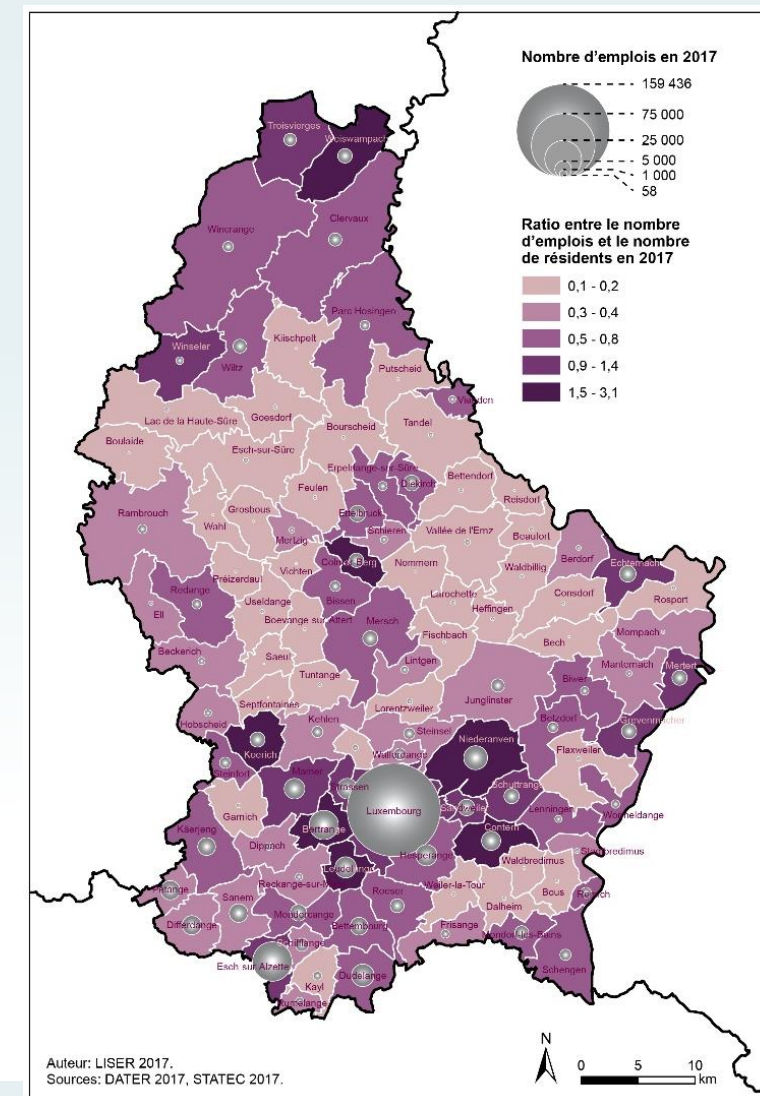 Nombre d'emplois en 2017
159 436
75 000
25 000
5 000
1 000
58
Ratio entre le nombre
d'emplois et le nombre
de résidents en 2017
0,1 - 0,2
0,3 - 0,4
0,5 - 0,8
0,9 - 1,4
1,5 - 3,1
Troisvierges
Weiswampach
Clervaux
Wincrange
Parc Hosingen
Kiischpelt
Winseler
Wiltz
Putscheid
Vianden
Lac de la Haute-Sûre
Goesdorf
Bourscheid
Tandel
Boulaide
Esch-sur-Sûre
Erpeldange-sur-Sûre
Diekirch
Bettendorf
Feulen
Reisdorf
Rambrouch
Grosbous
Ettelbruck
Wahl
Mertzig
Schieren
Vallée de l'Ernz
Beaufort
Berdorf
Echternach
Colmar-Berg
Préizerdaul
Vichten
Nommern
Waldbillig
Rosport
Redange
Useldange
Bissen
Larochette
Consdorf
Ell
Heffingen
Boevange sur Attert
Mersch
Mompach
Fischbach
Bech
Beckerich
Saeul
Lintgen
Manternach
Mertert
Tuntange
Junglinster
Biwer
Septfontaines
Lorentzweiler
Hobscheid
Kehlen
Steinsel
Betzdorf
Grevenmacher
Koerich
Niederanven
Walferdange
Flaxweiler
Steinfort
Mamer
Strassen
Schuttrange
Luxembourg
Sandweiler
Wormeldange
Garnich
Lenningen
Bertrange
Contern
Käerjeng
Dippach
Hesperange
Stadtbredimus
Leudelange
Waldbredimus
Reckange-sur-Mess
Weiler-la-Tour
Bous
Remich
Pétange
Roeser
Dalheim
Sanem
Mondercange
Differdange
Bettembourg
Frisange
Mondorf-les-Bains
Schifflange
Esch sur Alzette
Schengen
Kayl
Dudelange
Rumelange
Auteur: LISER 2017.
Sources: DATER 2017, STATEC 2017.
N
0 5 10
km